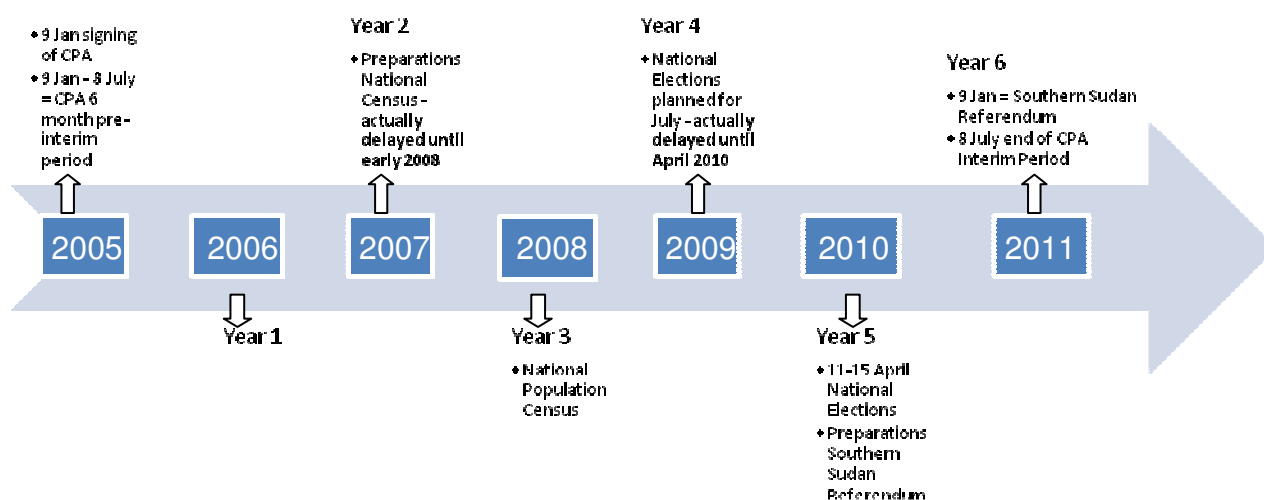 • 9 Jan signing
of CPA
• 9 Jan – 8 July
= CPA 6
month pre-
interim
period
Year 2
• Preparations
National
Census –
actually
delayed until
early 2008
Year 4
• National
Elections
planned for
July – actually
delayed until
April 2010
Year 6
• 9 Jan = Southern Sudan
Referendum
• 8 July end of CPA
Interim Period
2005
2006
2007
2008
2009
2010
2011
Year 1
Year 3
• National
Population
Census
Year 5
• 11–15 April
National
Elections
• Preparations
Southern
Sudan
Referendum